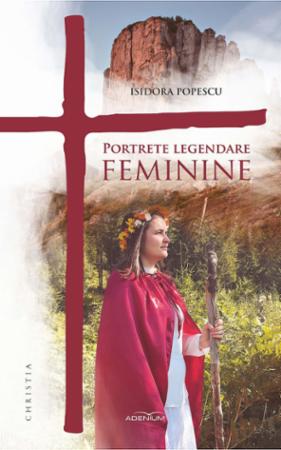 ISIDORA POPESCU
PORTRETE LEGENDARE
FEMININE
CHRISTIA
ADENIUM